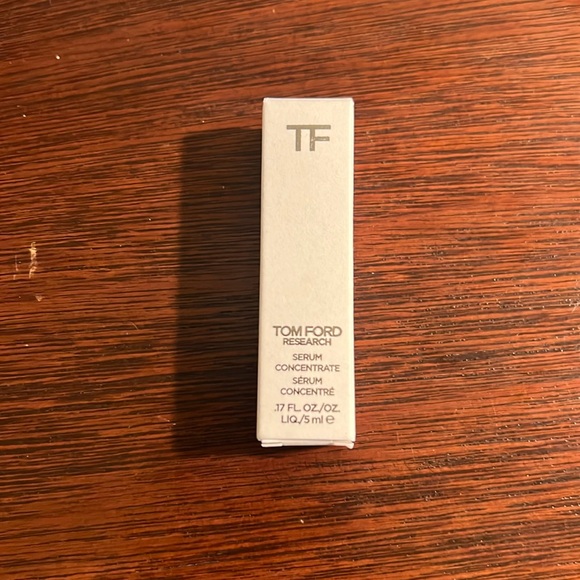 TF
TOM FORD
RESEARCH
SERUM
CONCENTRATE
SÉRUM
CONCENTRÉ
.17 FL. OZ./OZ.
LIQ./5 ml ℮